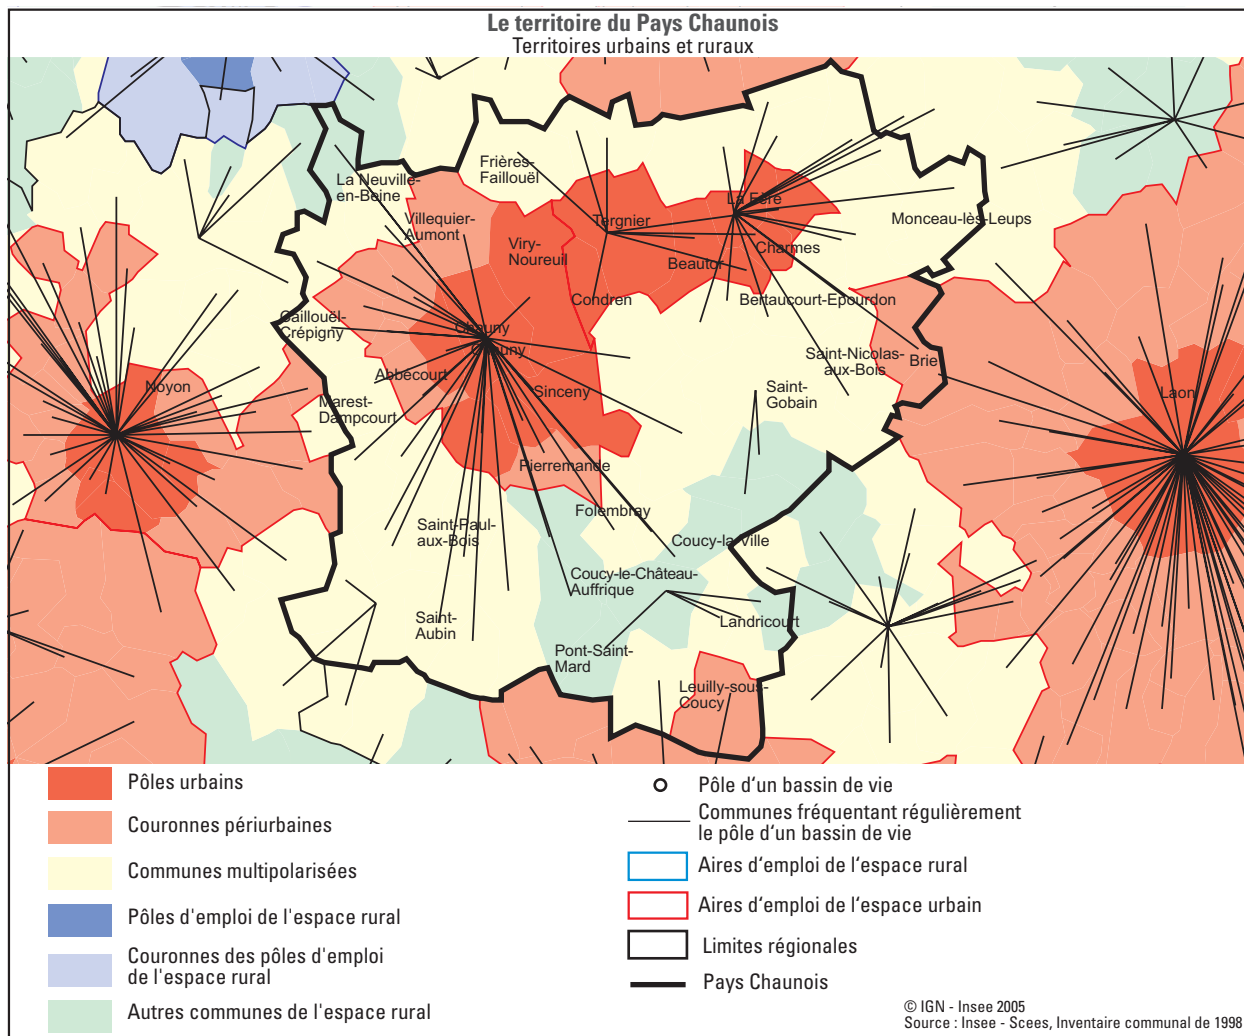 Le territoire du Pays Chaunois
Territoires urbains et ruraux
Frières-
Faillouël
La Neuville-
en-Beine
La Fère
Villequier-
Aumont
Tergnier
Monceau-lès-Leups
Viry-
Noureuil
Charmes
Beautor
Condren
Bertaucourt-Epourdon
Caillouël-
Crépigny
Chauny
Chauny
Saint-Nicolas-
aux-Bois
Brie
Abbécourt
Noyon
Sinceny
Saint-
Gobain
Laon
Marest-
Dampcourt
Pierremande
Folembray
Saint-Paul-
aux-Bois
Coucy-la-Ville
Coucy-le-Château-
Auffrique
Saint-
Aubin
Landricourt
Pont-Saint-
Mard
Leuilly-sous-
Coucy
Pôles urbains
Couronnes périurbaines
Communes multipolarisées
Pôles d'emploi de l'espace rural
Couronnes des pôles d'emploi
de l'espace rural
Autres communes de l'espace rural
Pôle d'un bassin de vie
Communes fréquentant régulièrement
le pôle d'un bassin de vie
Aires d'emploi de l'espace rural
Aires d'emploi de l'espace urbain
Limites régionales
Pays Chaunois
© IGN - Insee 2005
Source : Insee - Scees, Inventaire communal de 1998